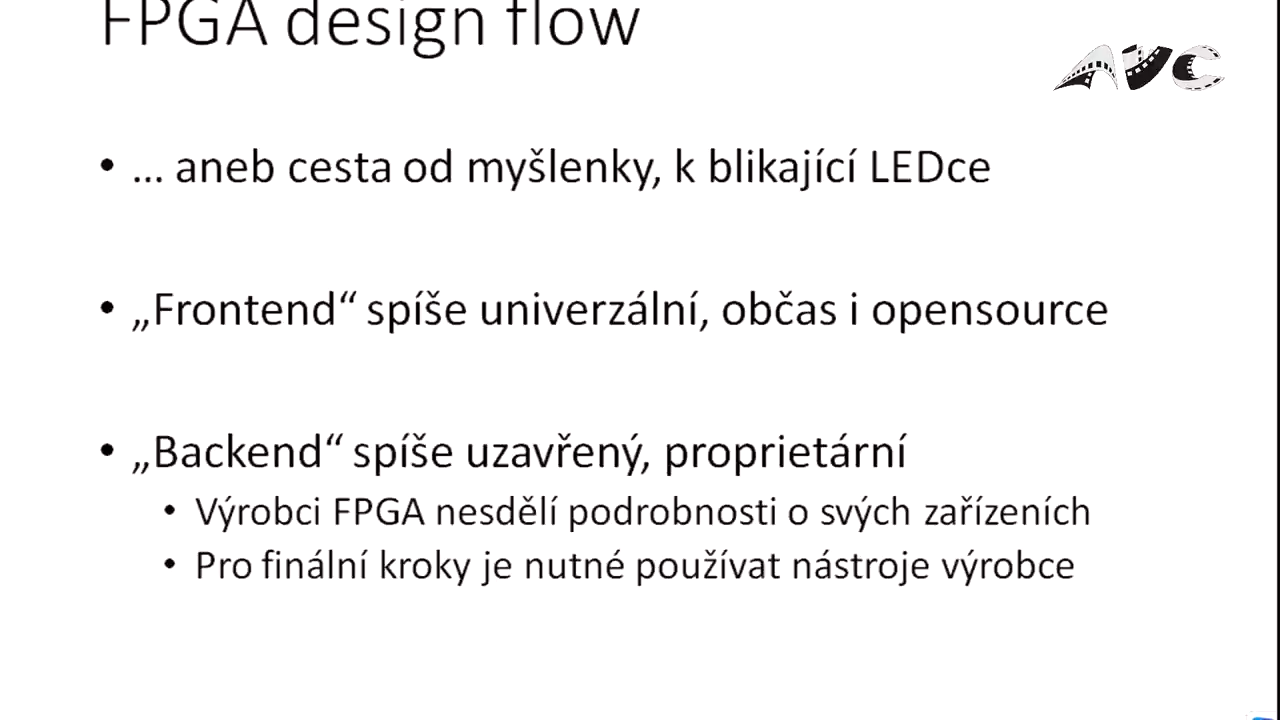 FPGA design flow
AVC
• ... aneb cesta od myšlenky, k blikající LEDce
• „Frontend“ spíše univerzální, občas i opensource
• „Backend“ spíše uzavřený, proprietární
• Výrobci FPGA nesdělí podrobnosti o svých zařízeních
• Pro finální kroky je nutné používat nástroje výrobce